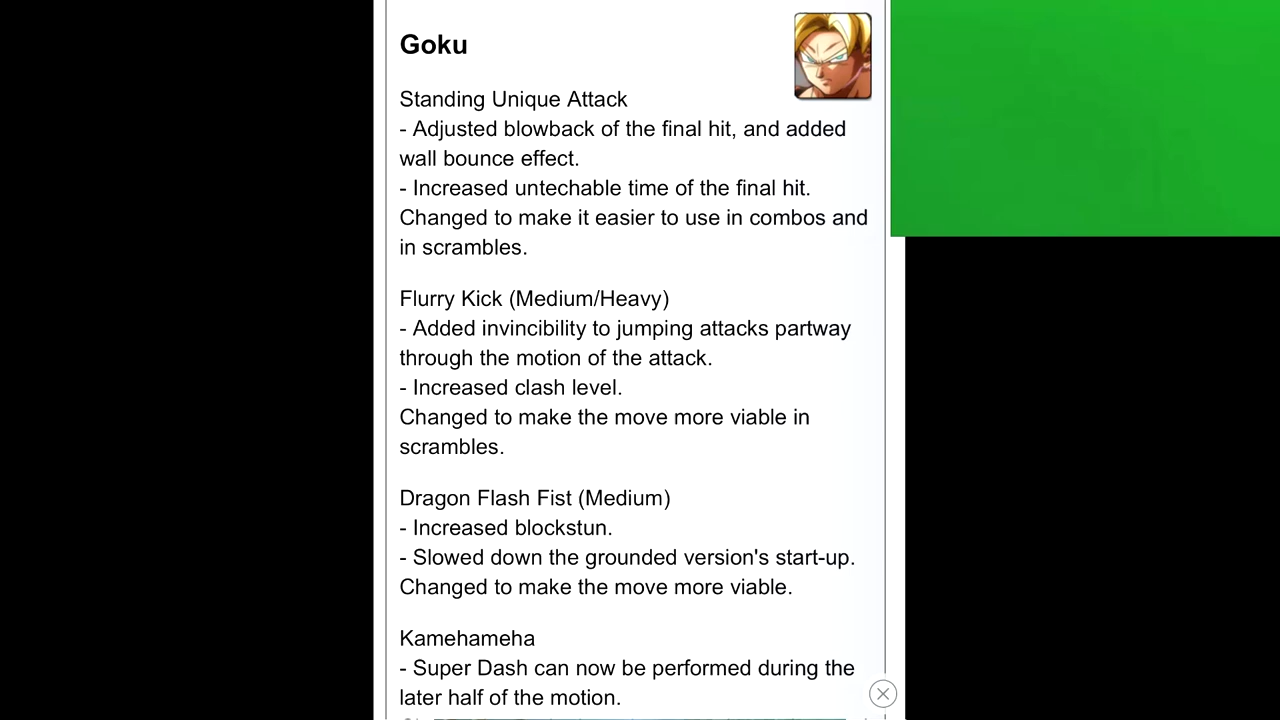 Goku
Standing Unique Attack
- Adjusted blowback of the final hit, and added
wall bounce effect.
- Increased untechable time of the final hit.
Changed to make it easier to use in combos and
in scrambles.
Flurry Kick (Medium/Heavy)
- Added invincibility to jumping attacks partway
through the motion of the attack.
- Increased clash level.
Changed to make the move more viable in
scrambles.
Dragon Flash Fist (Medium)
- Increased blockstun.
- Slowed down the grounded version's start-up.
Changed to make the move more viable.
Kamehameha
- Super Dash can now be performed during the
later half of the motion.